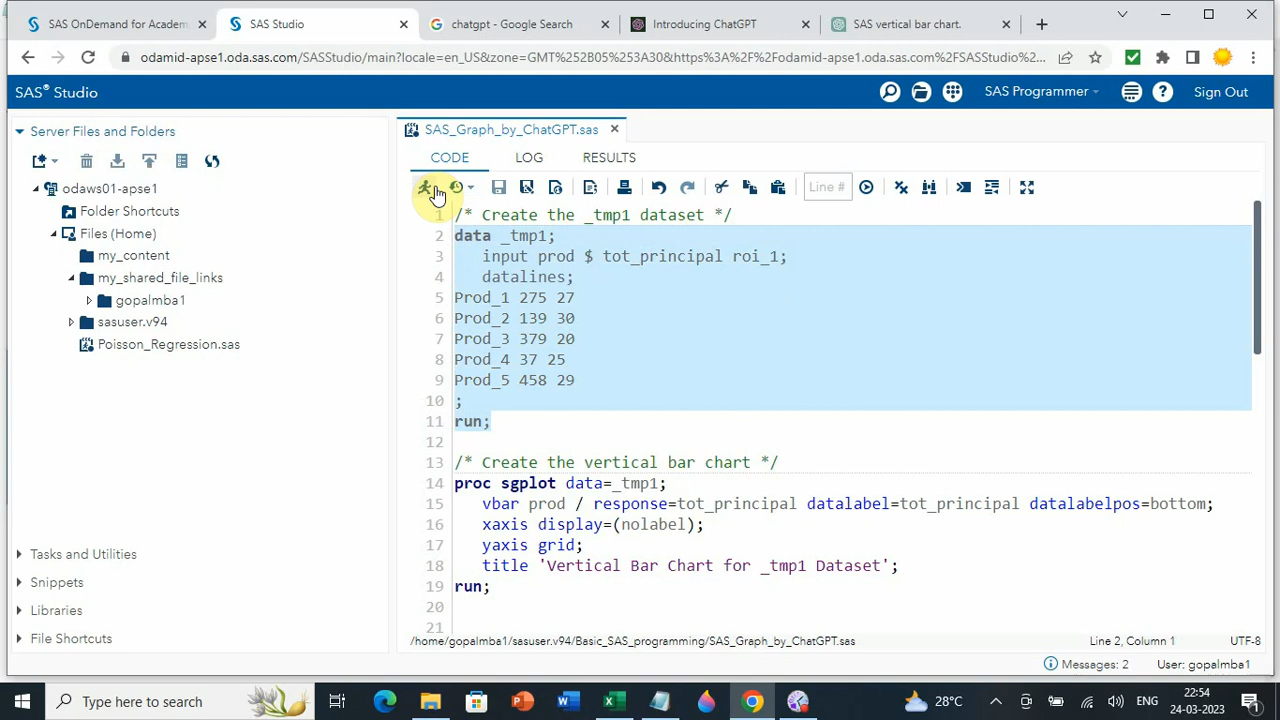 SAS OnDemand for Academ
SAS Studio
chatgpt - Google Search
Introducing ChatGPT
SAS vertical bar chart.
odamid-apse1.oda.sas.com/SASStudio/main?locale=en_US&zone=GMT%252B05%253A30&https%3A%2F%2Fodamid-apse1.oda.sas.com%2FSASStudio%2...
SAS® Studio
SAS Programmer
Sign Out
Server Files and Folders
odaws01-apse1
Folder Shortcuts
Files (Home)
my_content
my_shared_file_links
gopalmba1
sasuser.v94
Poisson_Regression.sas
Tasks and Utilities
Snippets
Libraries
File Shortcuts
SAS_Graph_by_ChatGPT.sas
CODE LOG RESULTS
Line #
1 /* Create the _tmp1 dataset */
2 data _tmp1;
3 input prod $ tot_principal roi_1;
4 datalines;
5 Prod_1 275 27
6 Prod_2 139 30
7 Prod_3 379 20
8 Prod_4 37 25
9 Prod_5 458 29
10 ;
11 run;
12
13 /* Create the vertical bar chart */
14 proc sgplot data=_tmp1;
15 vbar prod / response=tot_principal datalabel=tot_principal datalabelpos=bottom;
16 xaxis display=(nolabel);
17 yaxis grid;
18 title 'Vertical Bar Chart for _tmp1 Dataset';
19 run;
20
21
/home/gopalmba1/sasuser.v94/Basic_SAS_programming/SAS_Graph_by_ChatGPT.sas
Line 2, Column 1
UTF-8
Messages: 2
User: gopalmba1
Type here to search
28°C
ENG
22:54
24-03-2023